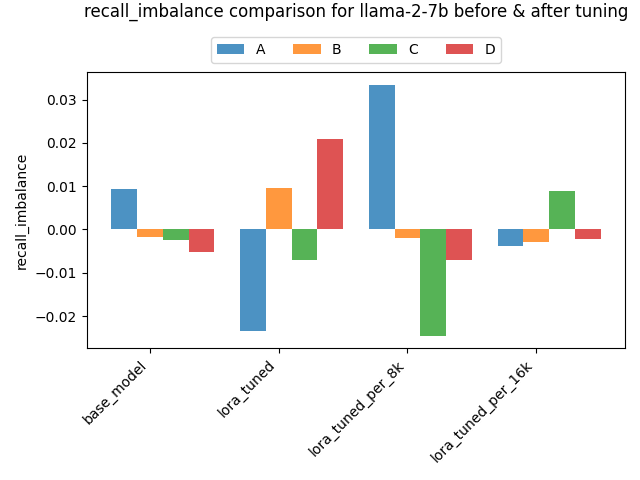 recall_imbalance comparison for llama-2-7b before & after tuning
A B C D
0.03
0.02
0.01
0.00
−0.01
−0.02
recall_imbalance
base_model
lora_tuned
lora_tuned_per_8k
lora_tuned_per_16k